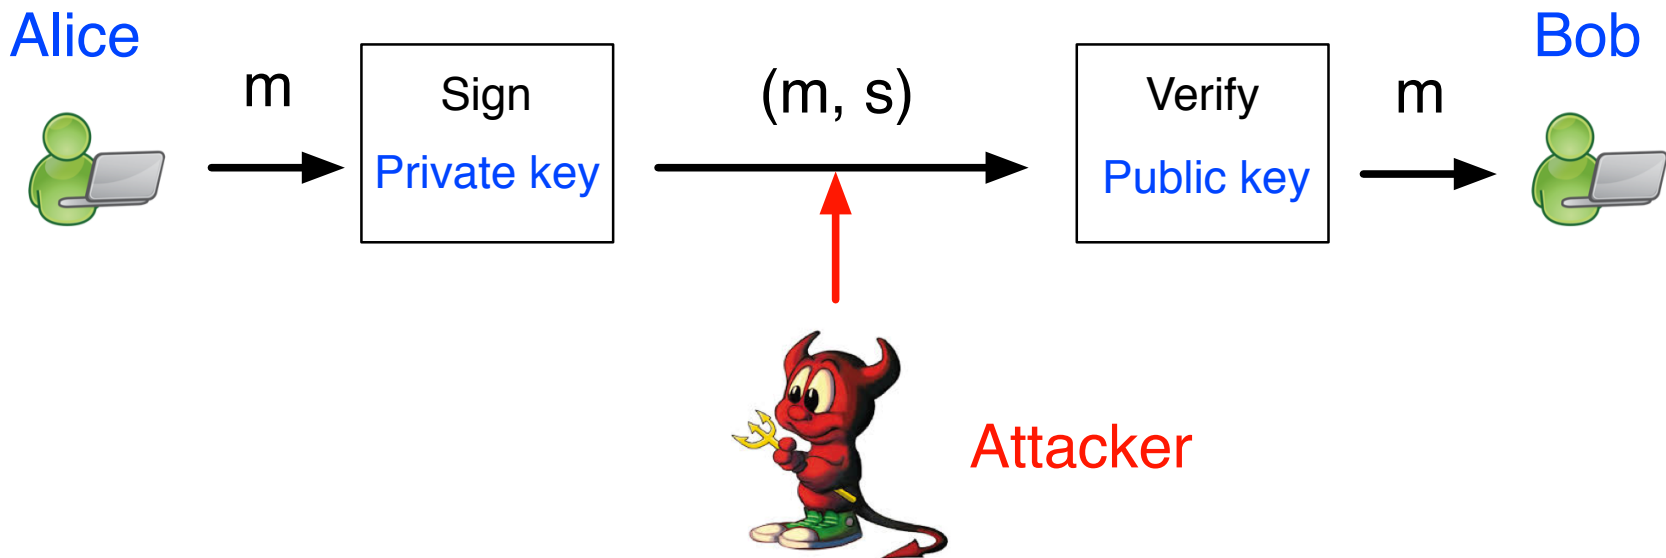 Alice
m
Sign
Private key
(m, s)
Verify
Public key
m
Bob
Attacker